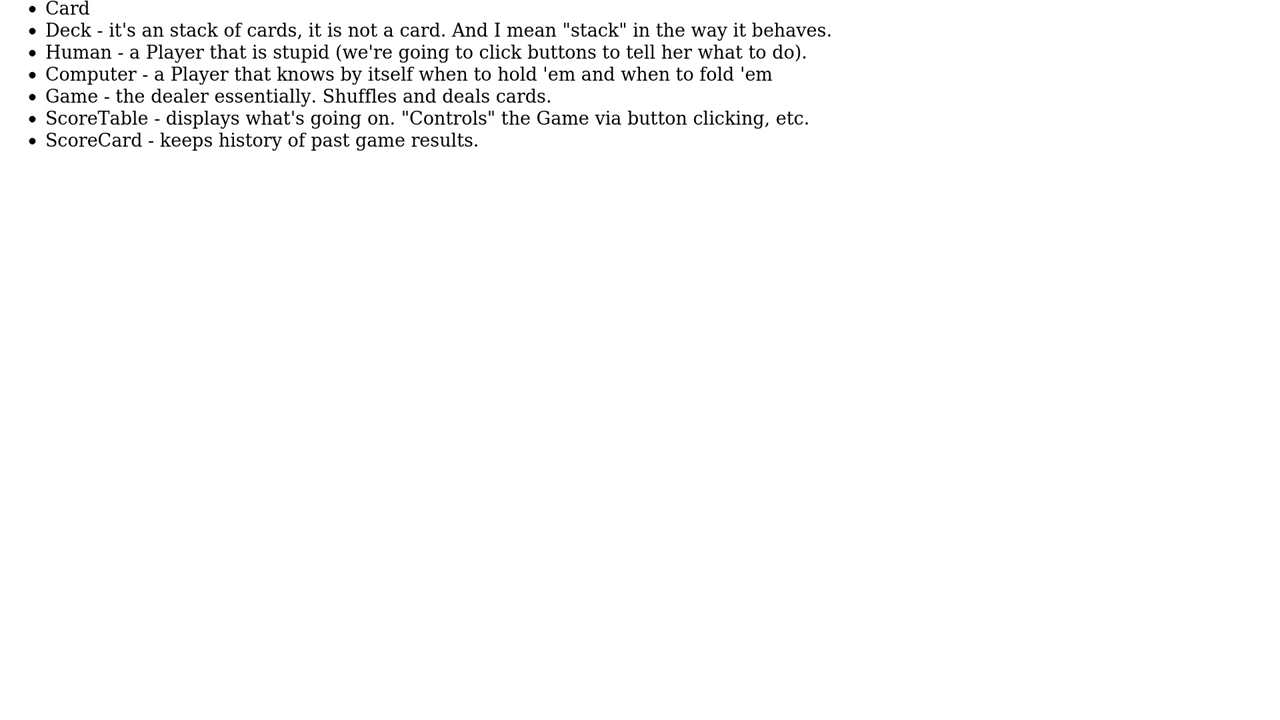 Card
Deck - it's an stack of cards, it is not a card. And I mean "stack" in the way it behaves.
Human - a Player that is stupid (we're going to click buttons to tell her what to do).
Computer - a Player that knows by itself when to hold 'em and when to fold 'em
Game - the dealer essentially. Shuffles and deals cards.
ScoreTable - displays what's going on. "Controls" the Game via button clicking, etc.
ScoreCard - keeps history of past game results.